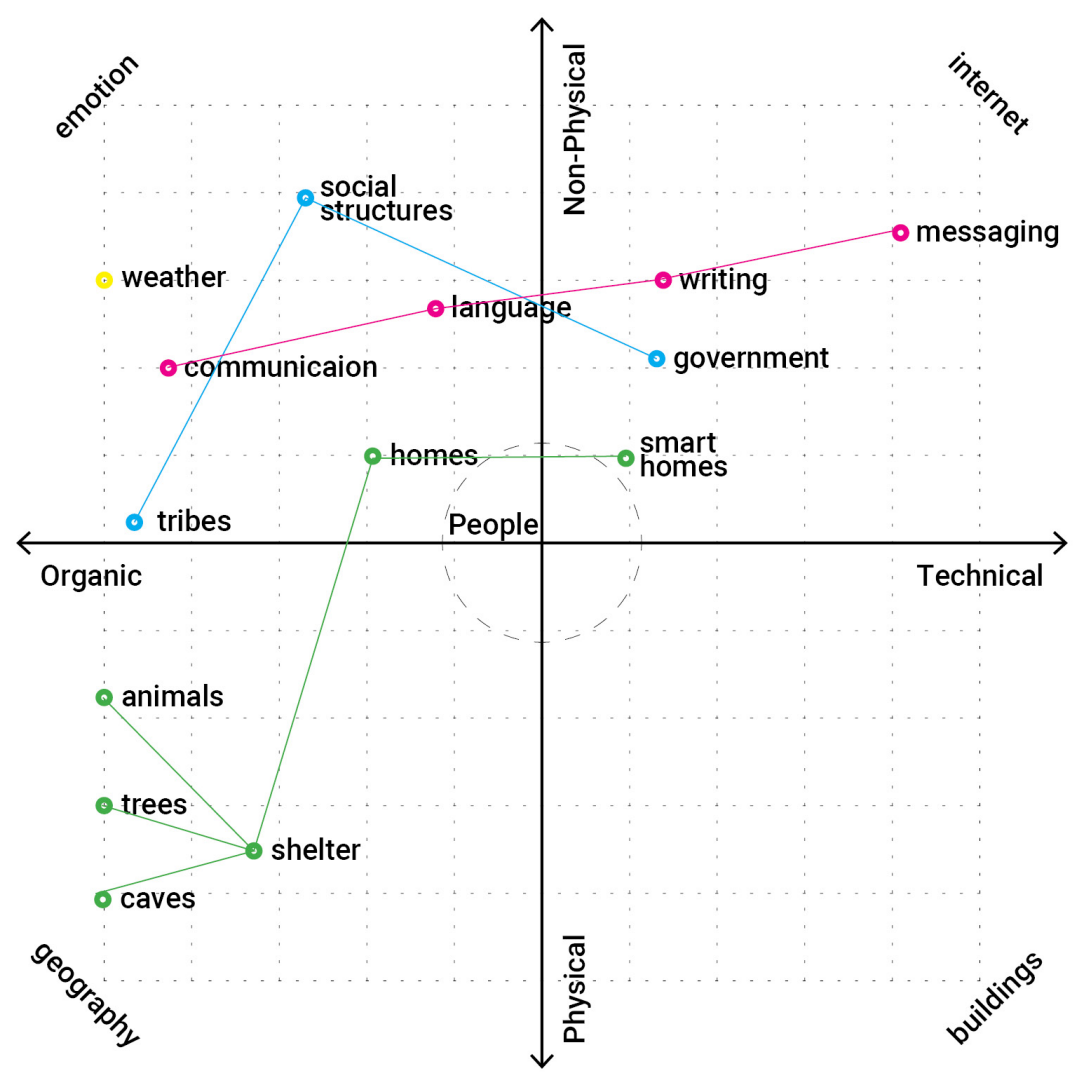 emotion
Non-Physical
internet
social
structures
messaging
weather
writing
language
government
communicaion
homes
smart
homes
tribes
People
Organic
Technical
animals
trees
shelter
caves
geography
Physical
buildings